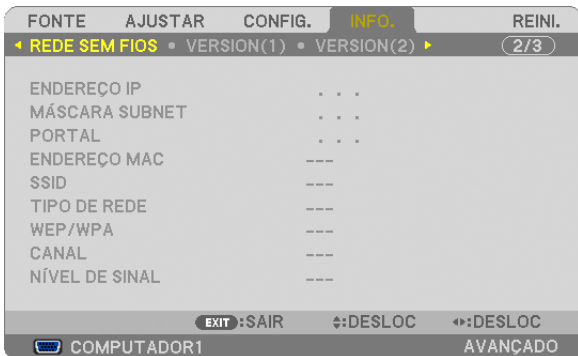 FONTE AJUSTAR CONFIG. INFO. REINI.
REDE SEM FIOS • VERSION(1) • VERSION(2) 2/3
ENDEREÇO IP . . .
MÁSCARA SUBNET . . .
PORTAL . . .
ENDEREÇO MAC ---
SSID ---
TIPO DE REDE ---
WEP/WPA ---
CANAL ---
NÍVEL DE SINAL ---
EXIT :SAIR :DESLOC :DESLOC
COMPUTADOR1 AVANÇADO